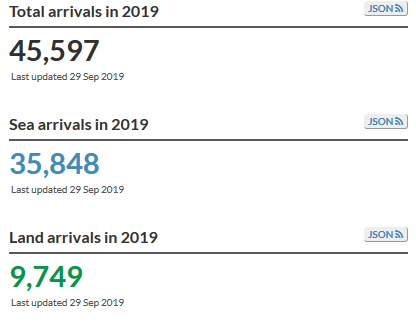 Total arrivals in 2019 JSON
45,597
Last updated 29 Sep 2019
Sea arrivals in 2019 JSON
35,848
Last updated 29 Sep 2019
Land arrivals in 2019 JSON
9,749
Last updated 29 Sep 2019